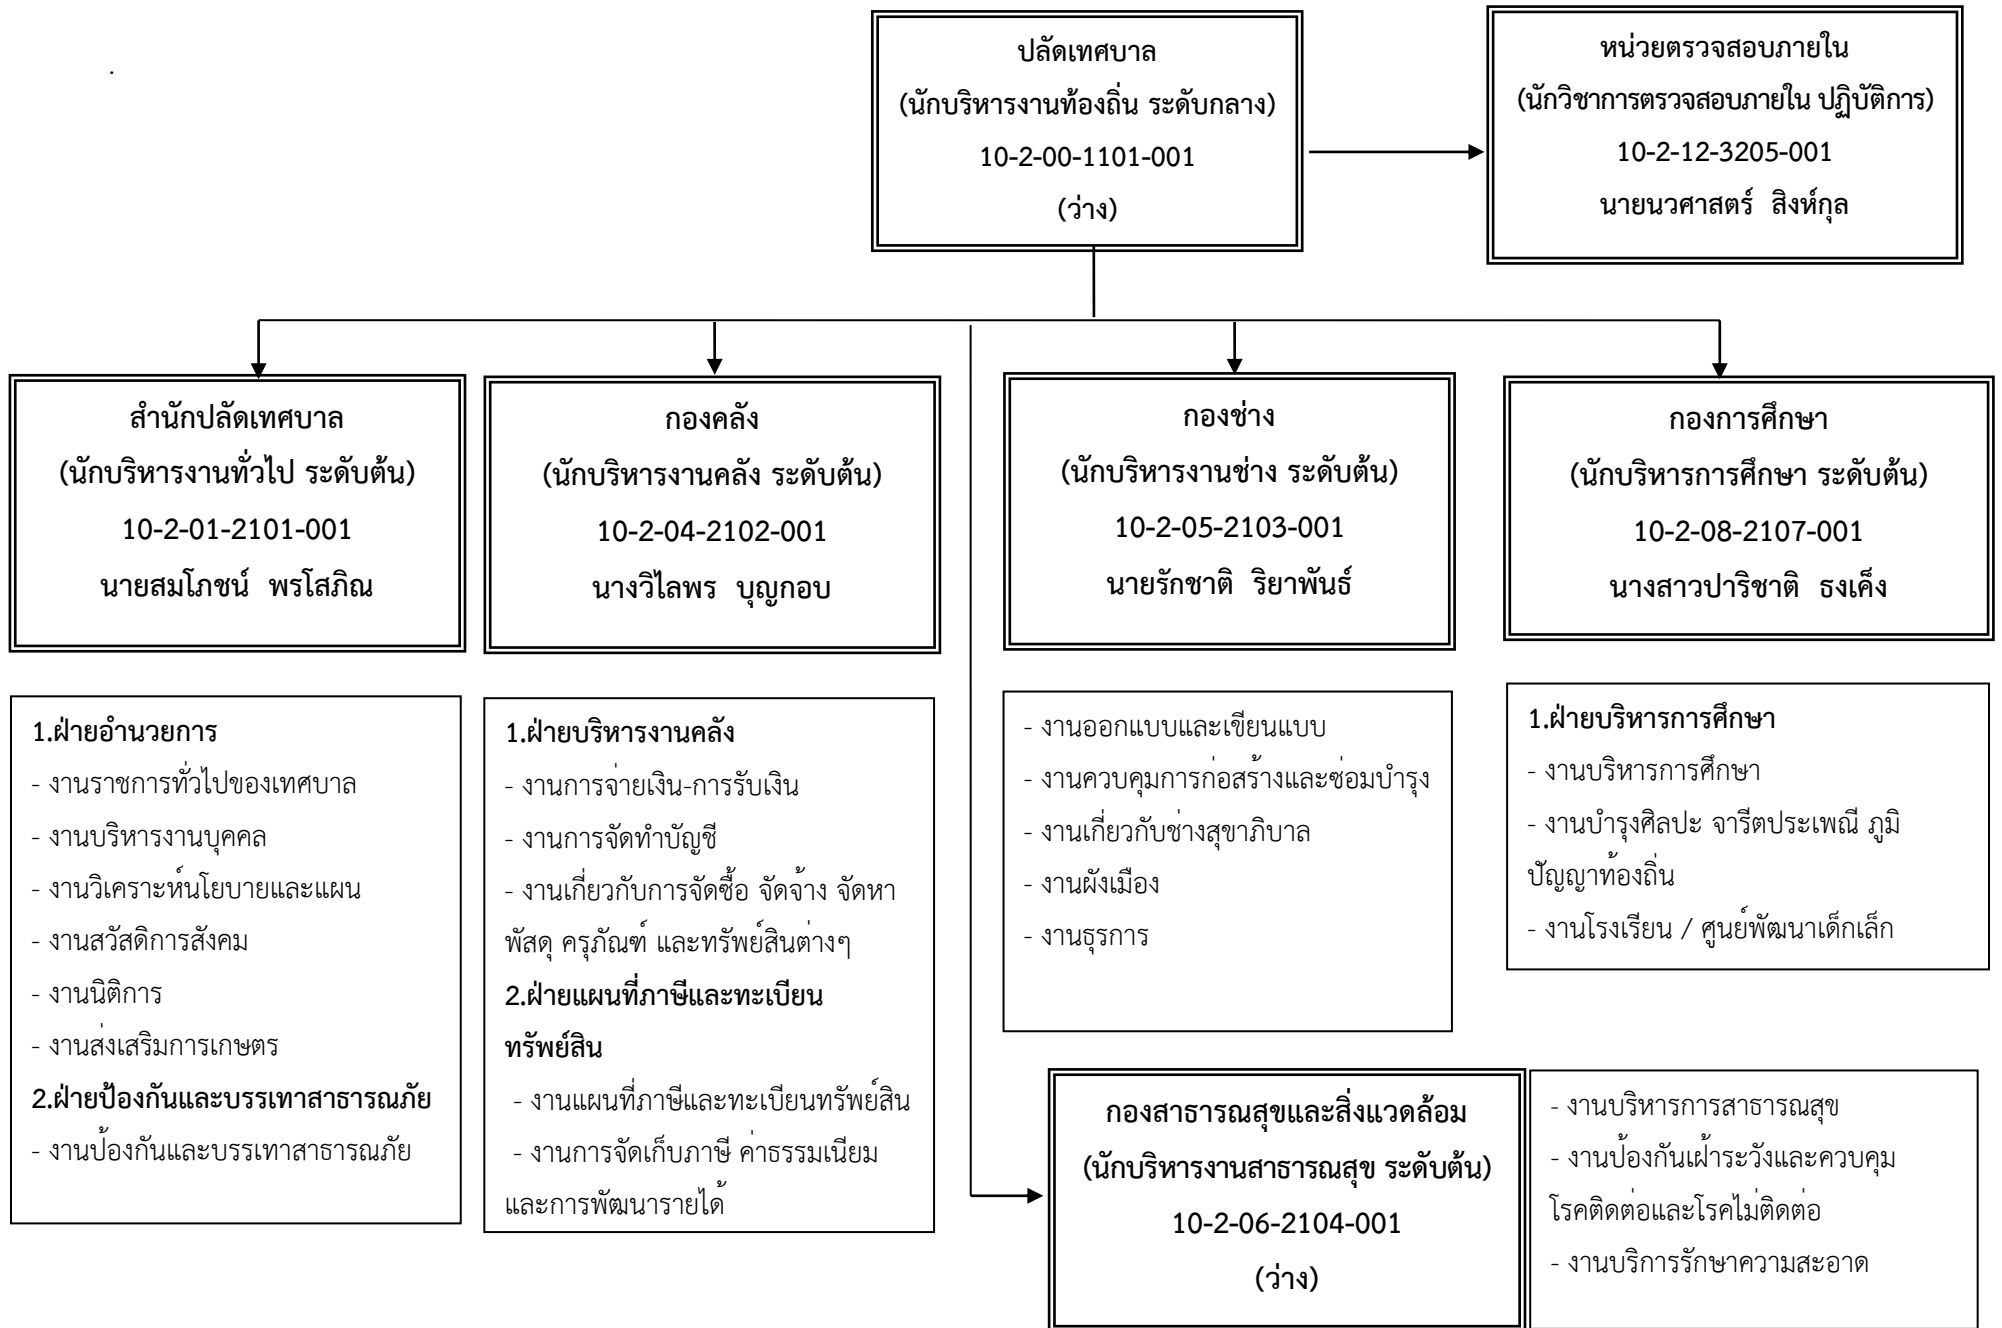 ปลัดเทศบาล
(นักบริหารงานท้องถิ่น ระดับกลาง)
10-2-00-1101-001
(ว่าง)
หน่วยตรวจสอบภายใน
(นักวิชาการตรวจสอบภายใน ปฏิบัติการ)
10-2-12-3205-001
นายนวศาสตร์ สิงห์กุล
สำนักปลัดเทศบาล
(นักบริหารงานทั่วไป ระดับต้น)
10-2-01-2101-001
นายสมโภชน์ พรโสภิณ
กองคลัง
(นักบริหารงานคลัง ระดับต้น)
10-2-04-2102-001
นางวิไลพร บุญกอบ
กองช่าง
(นักบริหารงานช่าง ระดับต้น)
10-2-05-2103-001
นายรักชาติ ริยาพันธ์
กองการศึกษา
(นักบริหารการศึกษา ระดับต้น)
10-2-08-2107-001
นางสาวปาริชาติ ธงเค็ง
1.ฝ่ายอำนวยการ
- งานราชการทั่วไปของเทศบาล
- งานบริหารงานบุคคล
- งานวิเคราะห์นโยบายและแผน
- งานสวัสดิการสังคม
- งานนิติการ
- งานส่งเสริมการเกษตร
2.ฝ่ายป้องกันและบรรเทาสาธารณภัย
- งานป้องกันและบรรเทาสาธารณภัย
1.ฝ่ายบริหารงานคลัง
- งานการจ่ายเงิน-การรับเงิน
- งานการจัดทำบัญชี
- งานเกี่ยวกับการจัดซื้อ จัดจ้าง จัดหา
พัสดุ ครุภัณฑ์ และทรัพย์สินต่างๆ
2.ฝ่ายแผนที่ภาษีและทะเบียน
ทรัพย์สิน
- งานแผนที่ภาษีและทะเบียนทรัพย์สิน
- งานการจัดเก็บภาษี ค่าธรรมเนียม
และการพัฒนารายได้
- งานออกแบบและเขียนแบบ
- งานควบคุมการก่อสร้างและซ่อมบำรุง
- งานเกี่ยวกับช่างสุขาภิบาล
- งานผังเมือง
- งานธุรการ
1.ฝ่ายบริหารการศึกษา
- งานบริหารการศึกษา
- งานบำรุงศิลปะ จารีตประเพณี ภูมิ
ปัญญาท้องถิ่น
- งานโรงเรียน / ศูนย์พัฒนาเด็กเล็ก
กองสาธารณสุขและสิ่งแวดล้อม
(นักบริหารงานสาธารณสุข ระดับต้น)
10-2-06-2104-001
(ว่าง)
- งานบริหารการสาธารณสุข
- งานป้องกันเฝ้าระวังและควบคุม
โรคติดต่อและโรคไม่ติดต่อ
- งานบริการรักษาความสะอาด